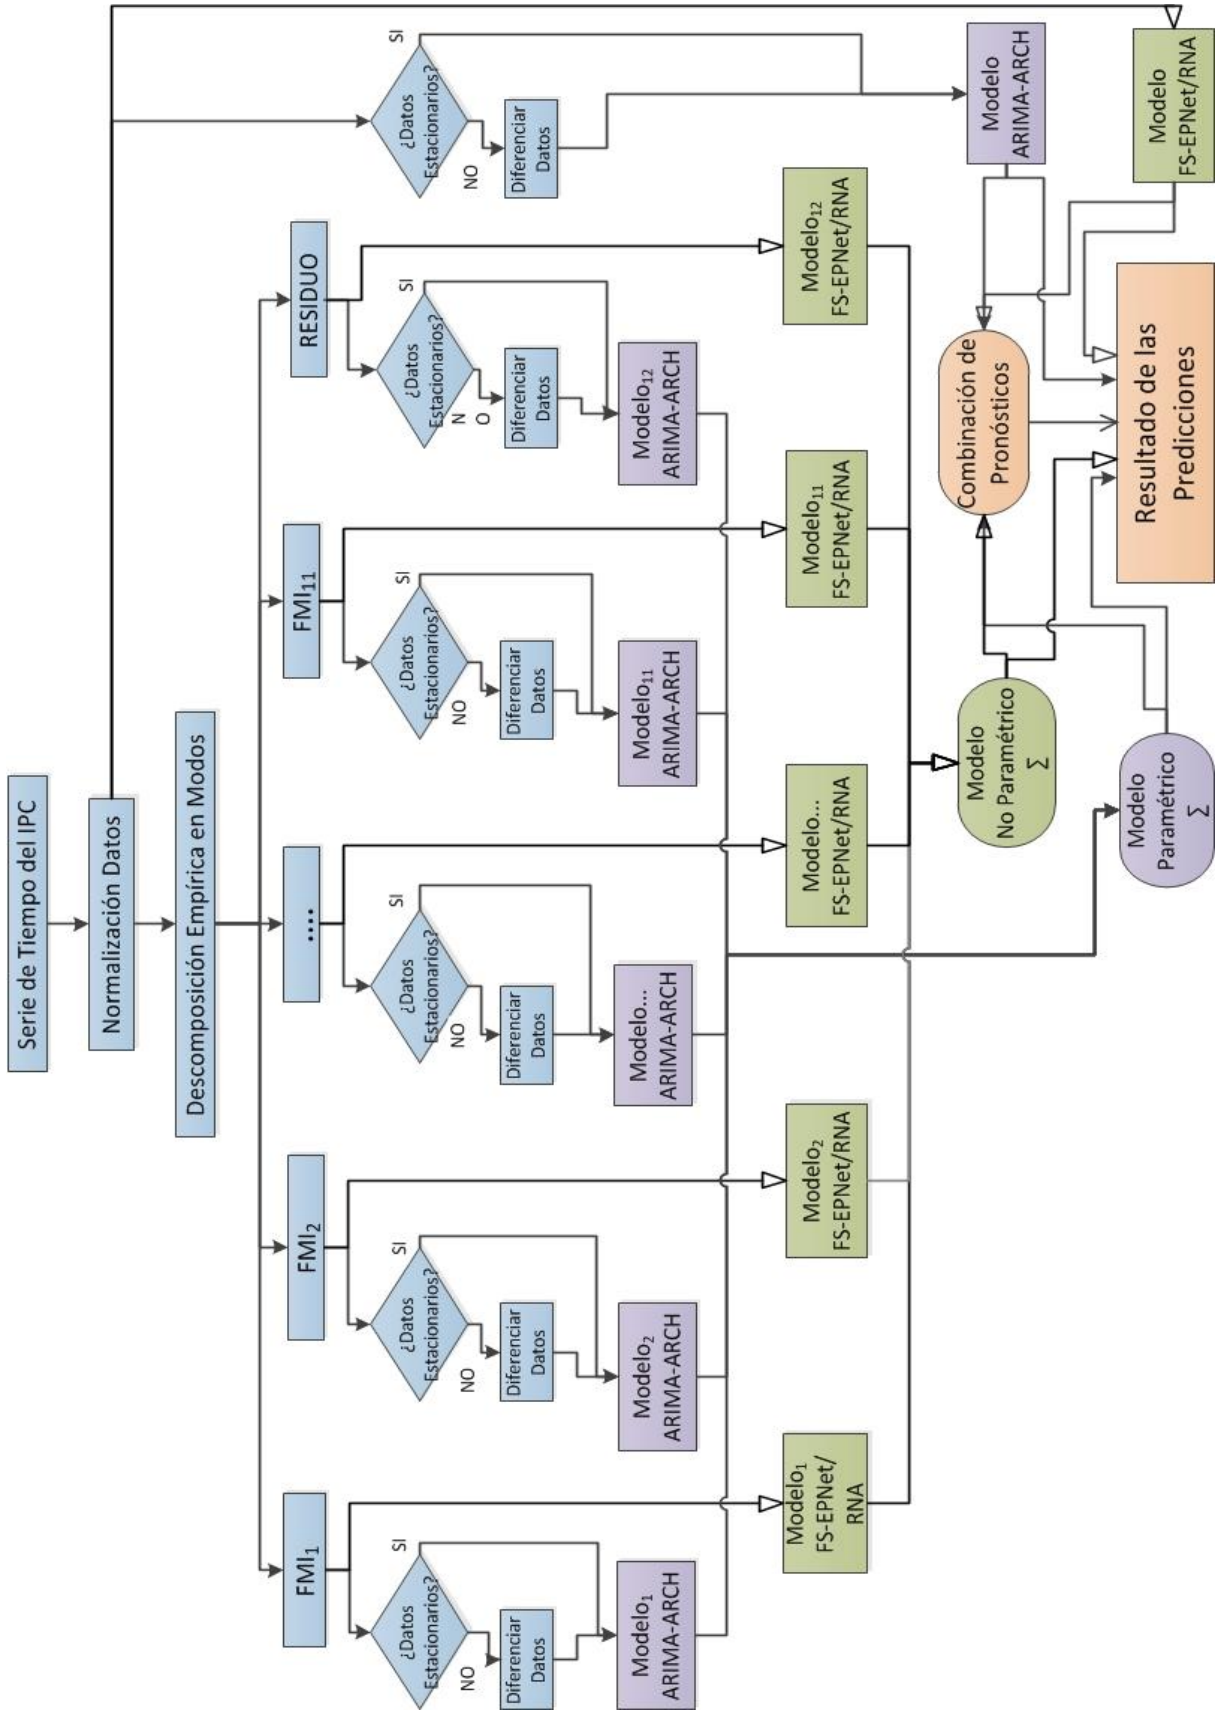 Serie de Tiempo del IPC
Normalización Datos
Descomposición Empírica en Modos
FMI₁
FMI₂
....
FMI₁₁
RESIDUO
¿Datos
Estacionarios?
SI
NO
Diferenciar
Datos
Modelo₁
ARIMA-ARCH
¿Datos
Estacionarios?
SI
NO
Diferenciar
Datos
Modelo₂
ARIMA-ARCH
¿Datos
Estacionarios?
SI
NO
Diferenciar
Datos
Modelo...
ARIMA-ARCH
¿Datos
Estacionarios?
SI
NO
Diferenciar
Datos
Modelo₁₁
ARIMA-ARCH
¿Datos
Estacionarios?
SI
N
O
Diferenciar
Datos
Modelo₁₂
ARIMA-ARCH
¿Datos
Estacionarios?
SI
NO
Diferenciar
Datos
Modelo₁
FS-EPNet/
RNA
Modelo₂
FS-EPNet/RNA
Modelo...
FS-EPNet/RNA
Modelo₁₁
FS-EPNet/RNA
Modelo₁₂
FS-EPNet/RNA
Modelo
ARIMA-ARCH
Modelo
No Paramétrico
Σ
Combinación de
Pronósticos
Modelo
Paramétrico
Σ
Resultado de las
Predicciones
Modelo
FS-EPNet/RNA